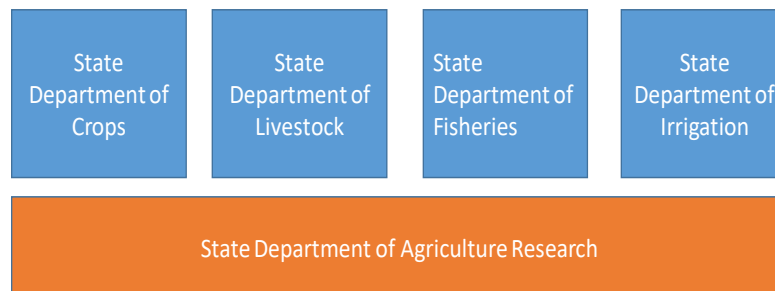 State
Department of
Crops
State
Department of
Livestock
State
Department of
Fisheries
State
Department of
Irrigation
State Department of Agriculture Research